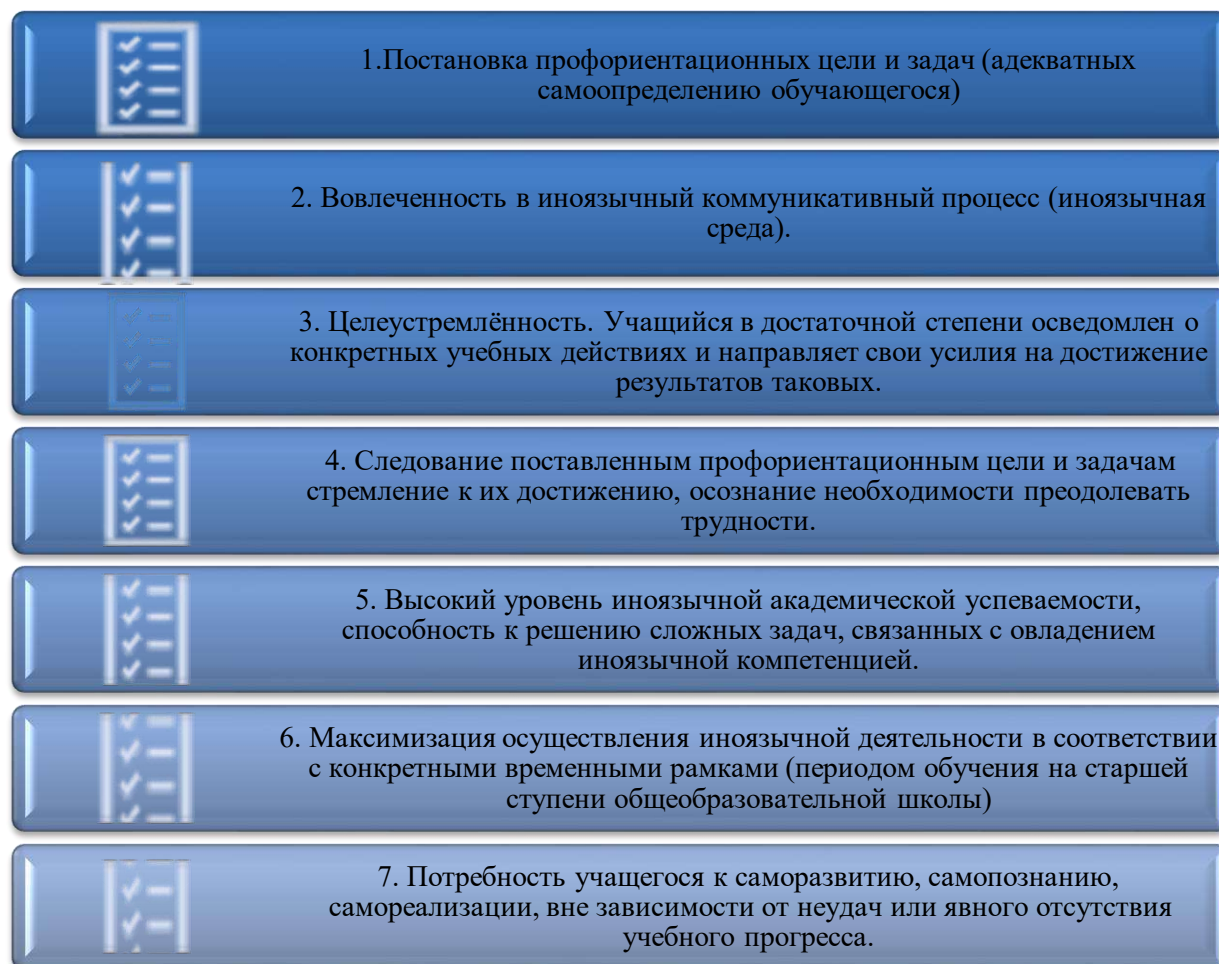 1.Постановка профориентационных цели и задач (адекватных
самоопределению обучающегося)
2. Вовлеченность в иноязычный коммуникативный процесс (иноязычная
среда).
3. Целеустремлённость. Учащийся в достаточной степени осведомлен о
конкретных учебных действиях и направляет свои усилия на достижение
результатов таковых.
4. Следование поставленным профориентационным цели и задачам
стремление к их достижению, осознание необходимости преодолевать
трудности.
5. Высокий уровень иноязычной академической успеваемости,
способность к решению сложных задач, связанных с овладением
иноязычной компетенцией.
6. Максимизация осуществления иноязычной деятельности в соответствии
с конкретными временными рамками (периодом обучения на старшей
ступени общеобразовательной школы)
7. Потребность учащегося к саморазвитию, самопознанию,
самореализации, вне зависимости от неудач или явного отсутствия
учебного прогресса.